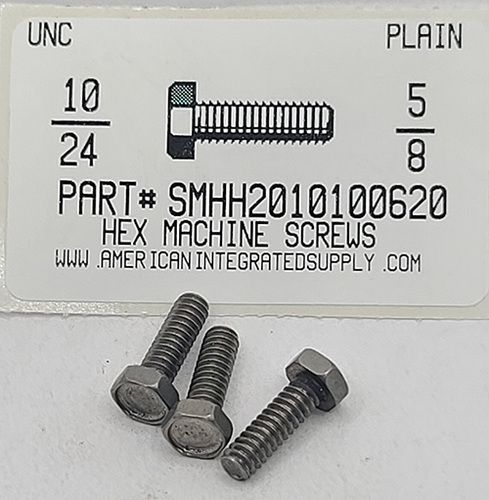 UNC PLAIN
10 5
24 8
PART# SMHH2010100620
HEX MACHINE SCREWS
WWW.AMERICANINTEGRATEDSUPPLY.COM